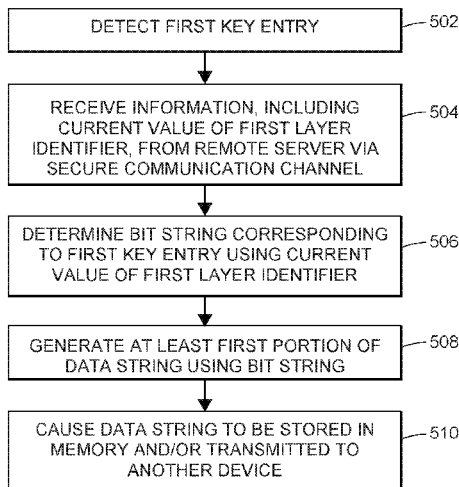 DETECT FIRST KEY ENTRY
502
RECEIVE INFORMATION, INCLUDING
CURRENT VALUE OF FIRST LAYER
IDENTIFIER, FROM REMOTE SERVER VIA
SECURE COMMUNICATION CHANNEL
504
DETERMINE BIT STRING CORRESPONDING
TO FIRST KEY ENTRY USING CURRENT
VALUE OF FIRST LAYER IDENTIFIER
506
GENERATE AT LEAST FIRST PORTION OF
DATA STRING USING BIT STRING
508
CAUSE DATA STRING TO BE STORED IN
MEMORY AND/OR TRANSMITTED TO
ANOTHER DEVICE
510